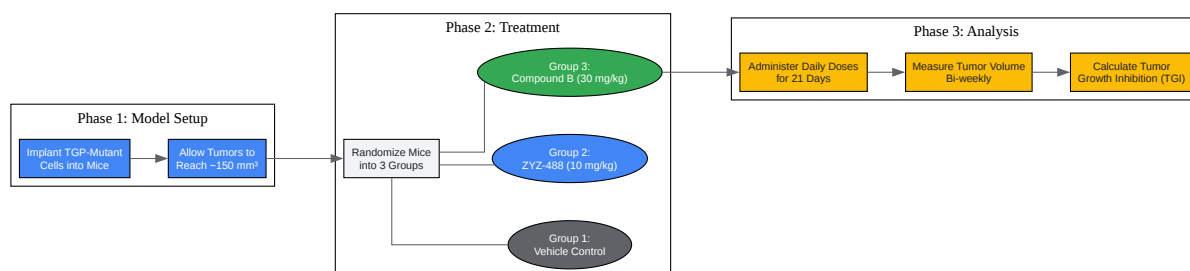 Phase 1: Model Setup
Implant TGP-Mutant
Cells into Mice
Allow Tumors to
Reach ~150 mm³
Phase 2: Treatment
Randomize Mice
into 3 Groups
Group 3:
Compound B (30 mg/kg)
Group 2:
ZYZ-488 (10 mg/kg)
Group 1:
Vehicle Control
Phase 3: Analysis
Administer Daily Doses
for 21 Days
Measure Tumor Volume
Bi-weekly
Calculate Tumor
Growth Inhibition (TGI)